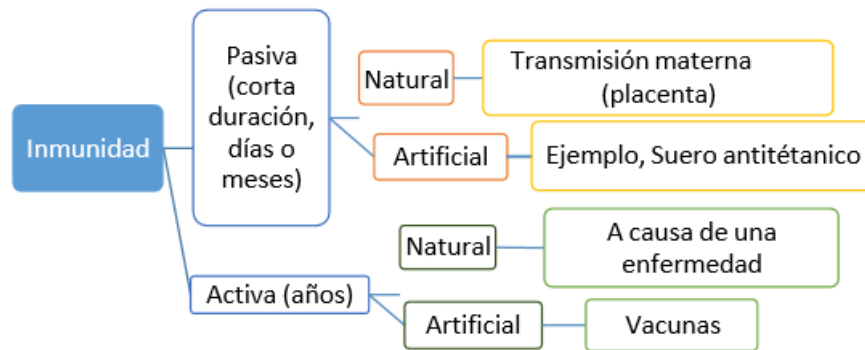 Inmunidad
Pasiva
(corta
duración,
días o
meses)
Natural
Transmisión materna
(placenta)
Artificial
Ejemplo, Suero antitétanico
Activa (años)
Natural
A causa de una
enfermedad
Artificial
Vacunas